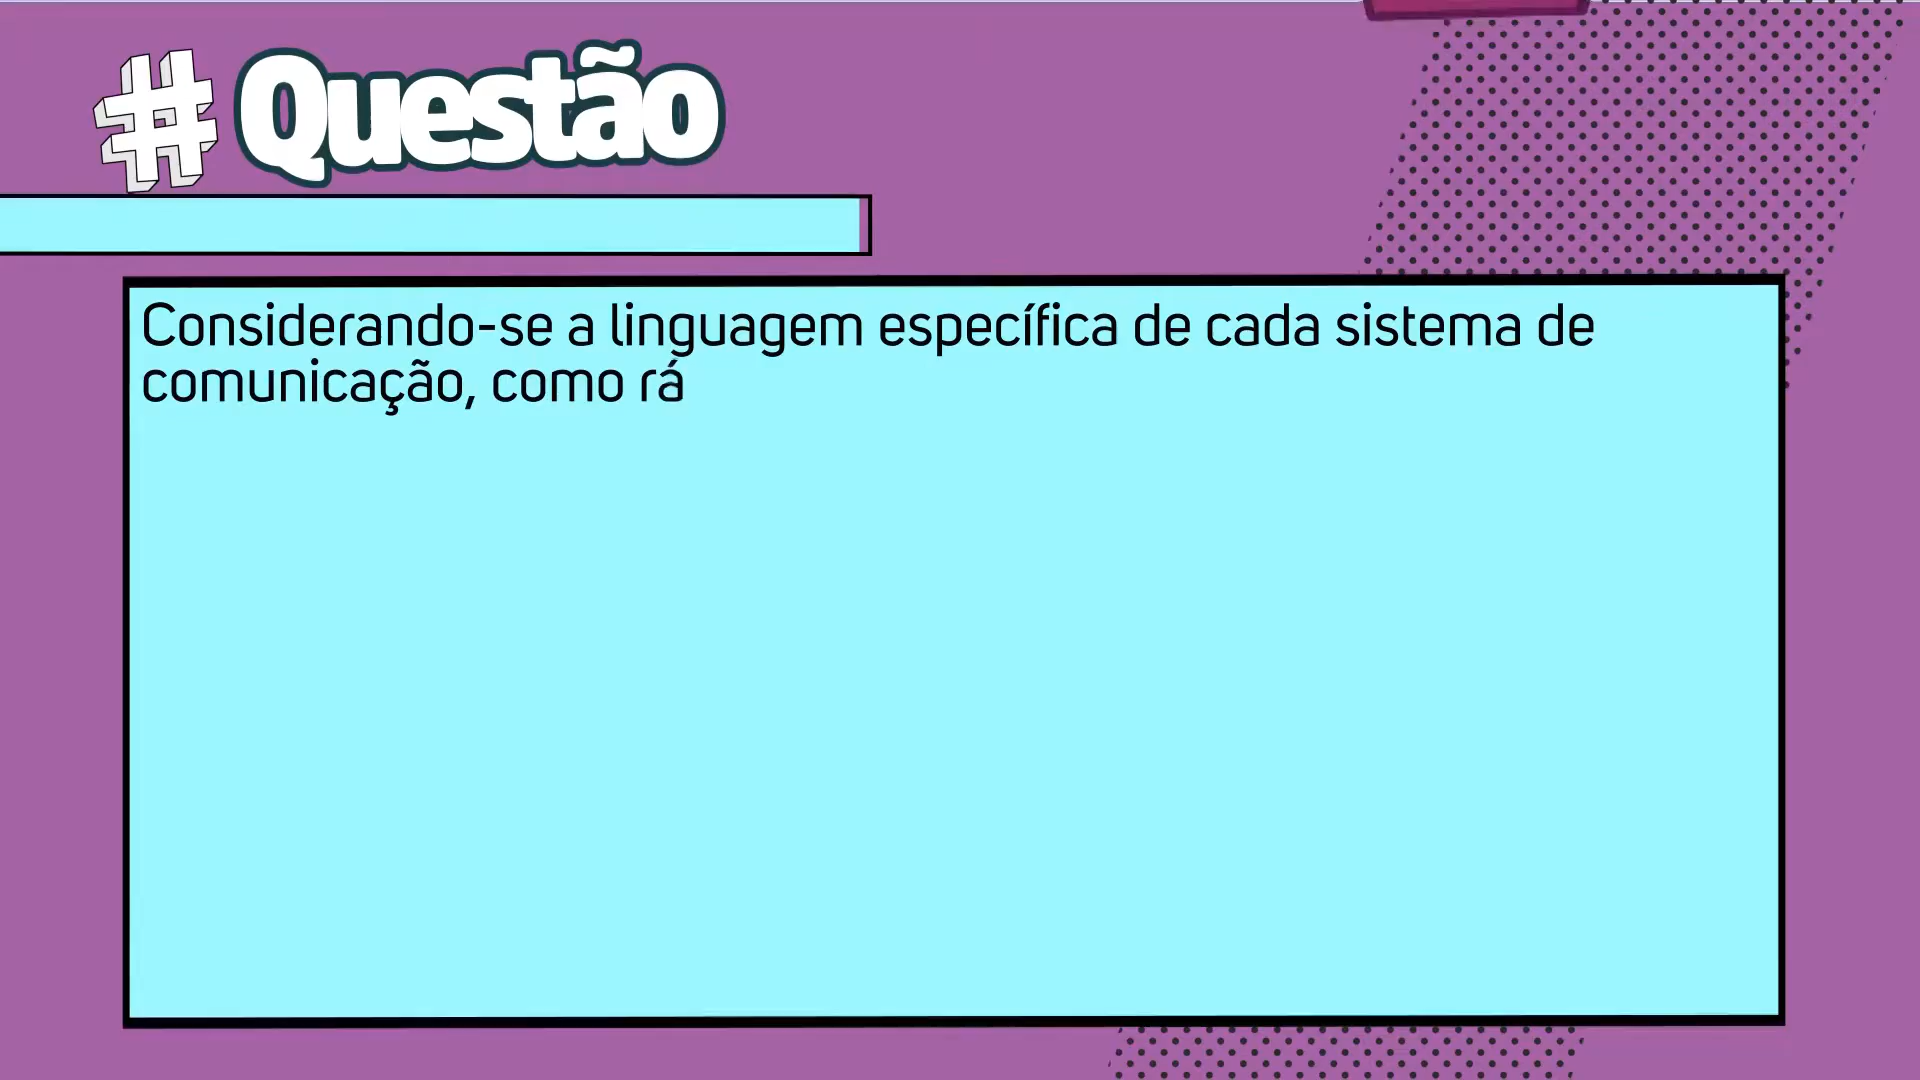 #Questão
Considerando-se a linguagem específica de cada sistema de
comunicação, como rá